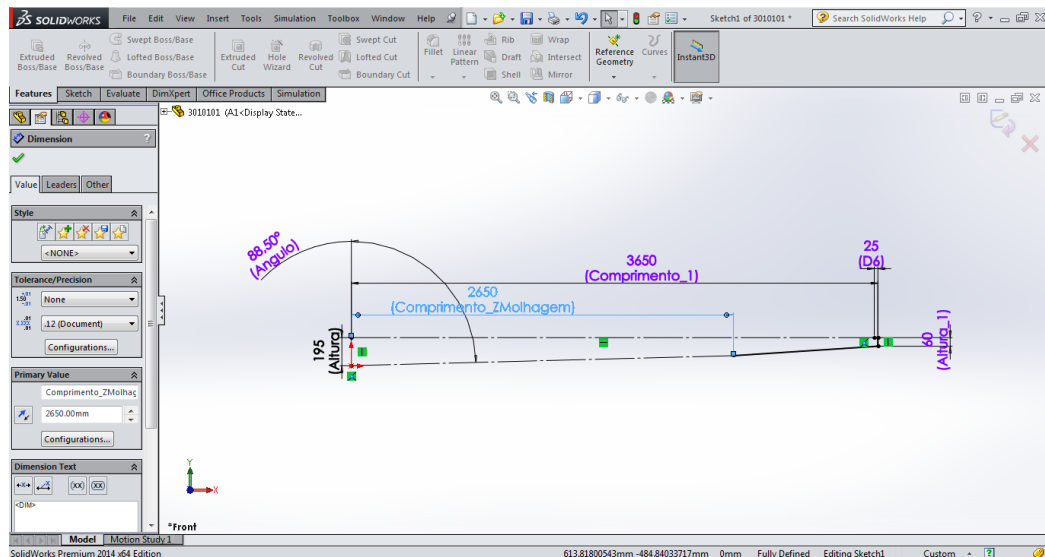 SOLIDWORKS File Edit View Insert Tools Simulation Toolbox Window Help Sketch1 of 3010101 * Search SolidWorks Help
Extruded Boss/Base Revolved Boss/Base Swept Boss/Base Extruded Cut Hole Wizard Revolved Cut Swept Cut Fillet Linear Pattern Rib Wrap Reference Geometry Curves Instant3D
Lofted Boss/Base Lofted Cut Draft Intersect
Boundary Boss/Base Boundary Cut Shell Mirror
Features Sketch Evaluate DimXpert Office Products Simulation
3010101 (A1<Display State...
Dimension ?
Value Leaders Other
Style
<NONE>
Tolerance/Precision
None
.12 (Document)
Configurations...
Primary Value
Comprimento_ZMolhag
2650.00mm
Configurations...
Dimension Text
(xx) (xx)
<DIM>
88,50°
(Angulo)
3650
(Comprimento_1)
25
(D6)
2650
(Comprimento_ZMolhagem)
195
(Altura)
60
(Altura_1)
Y
X
*Front
Model Motion Study 1
SolidWorks Premium 2014 x64 Edition 613.81800543mm -484.84033717mm 0mm Fully Defined Editing Sketch1 Custom